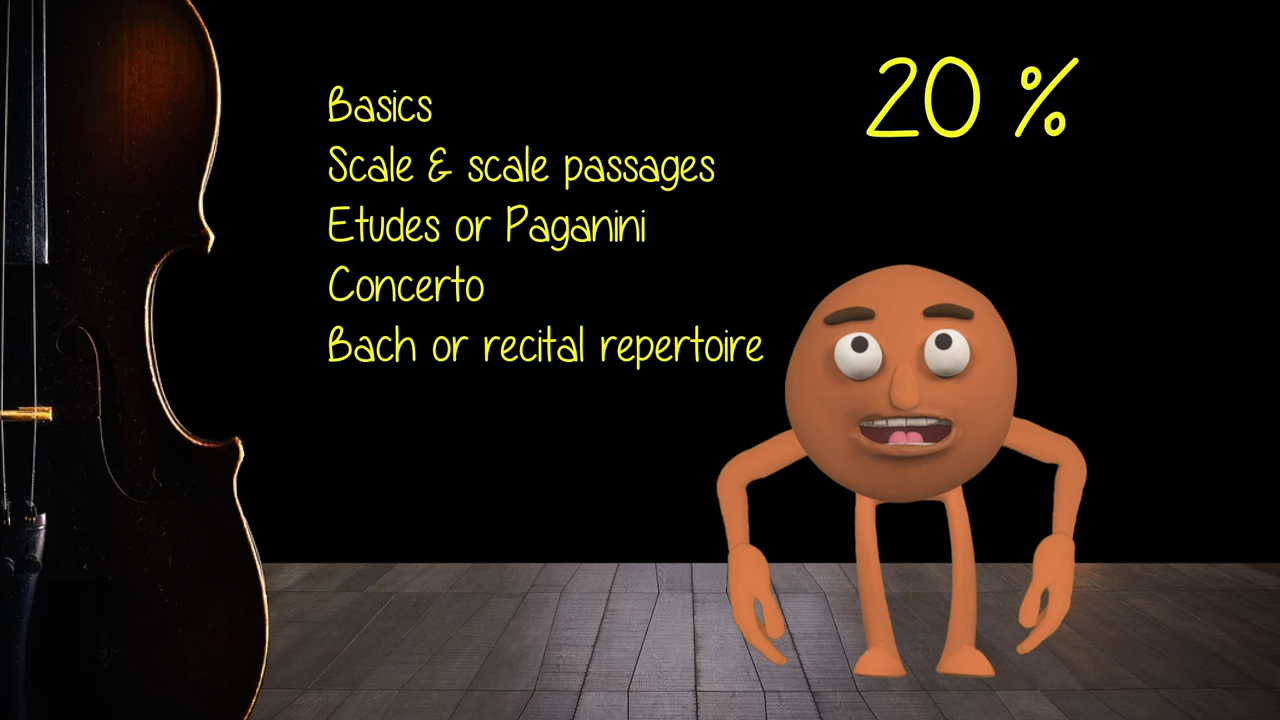 Basics
Scale & scale passages
Etudes or Paganini
Concerto
Bach or recital repertoire
20 %